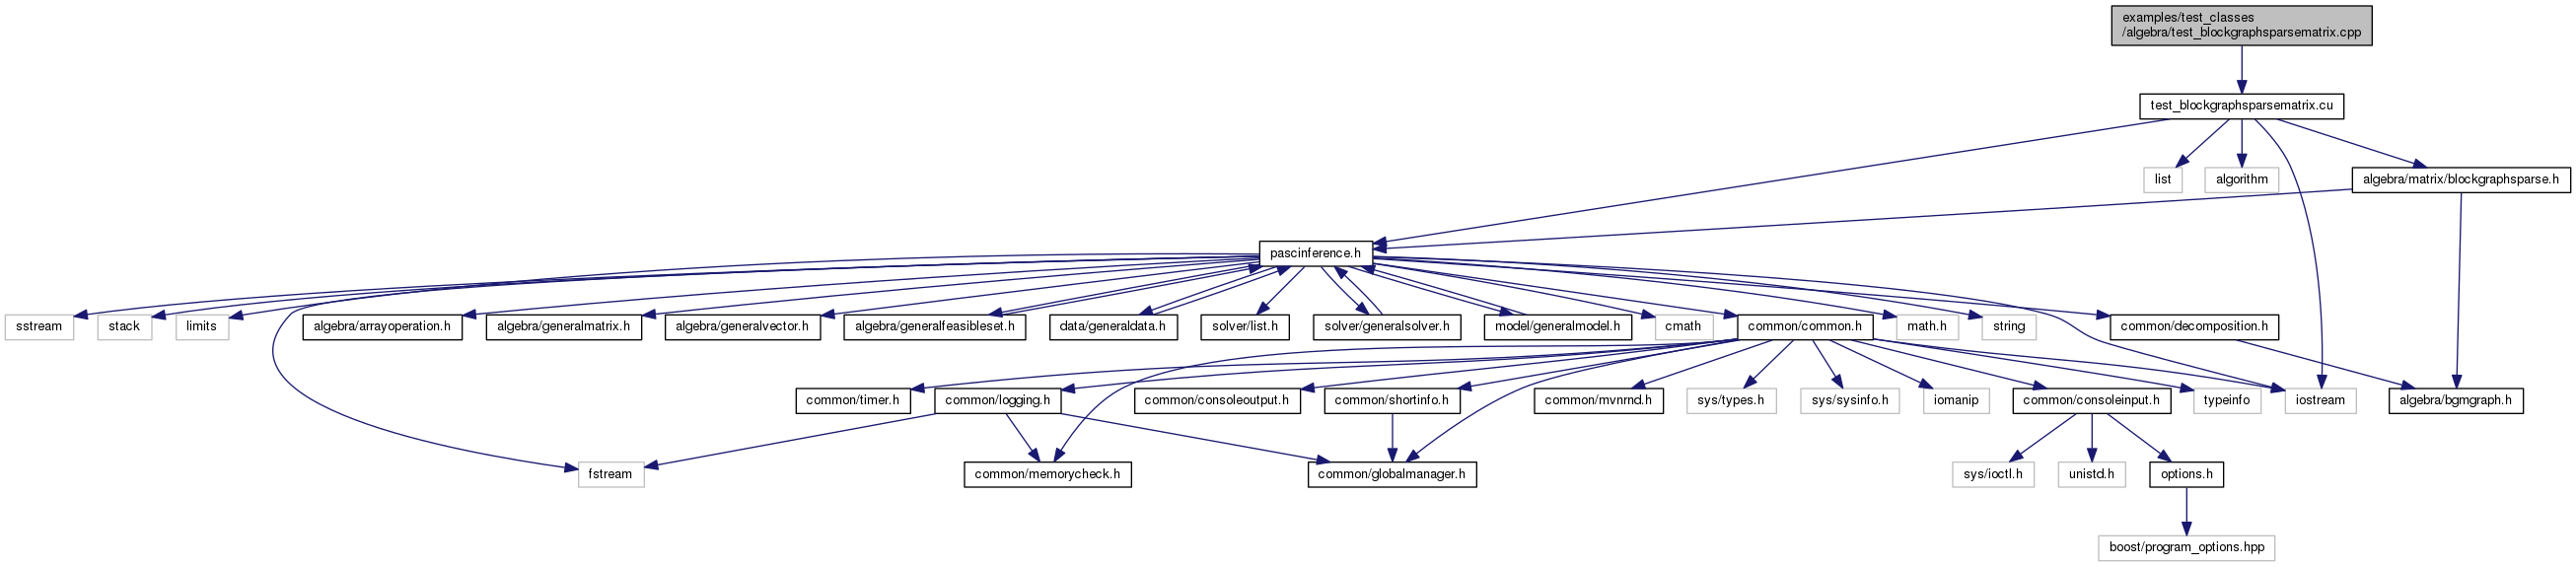 examples/test_classes
/algebra/test_blockgraphsparsematrix.cpp
test_blockgraphsparsematrix.cu
list
algorithm
algebra/matrix/blockgraphsparse.h
pascinference.h
sstream
stack
limits
algebra/arrayoperation.h
algebra/generalmatrix.h
algebra/generalvector.h
algebra/generalfeasibleset.h
data/generaldata.h
solver/list.h
solver/generalsolver.h
model/generalmodel.h
cmath
common/common.h
math.h
string
common/decomposition.h
common/timer.h
common/logging.h
common/consoleoutput.h
common/shortinfo.h
common/mvnrnd.h
sys/types.h
sys/sysinfo.h
iomanip
common/consoleinput.h
typeinfo
iostream
algebra/bgmgraph.h
fstream
common/memorycheck.h
common/globalmanager.h
sys/ioctl.h
unistd.h
options.h
boost/program_options.hpp